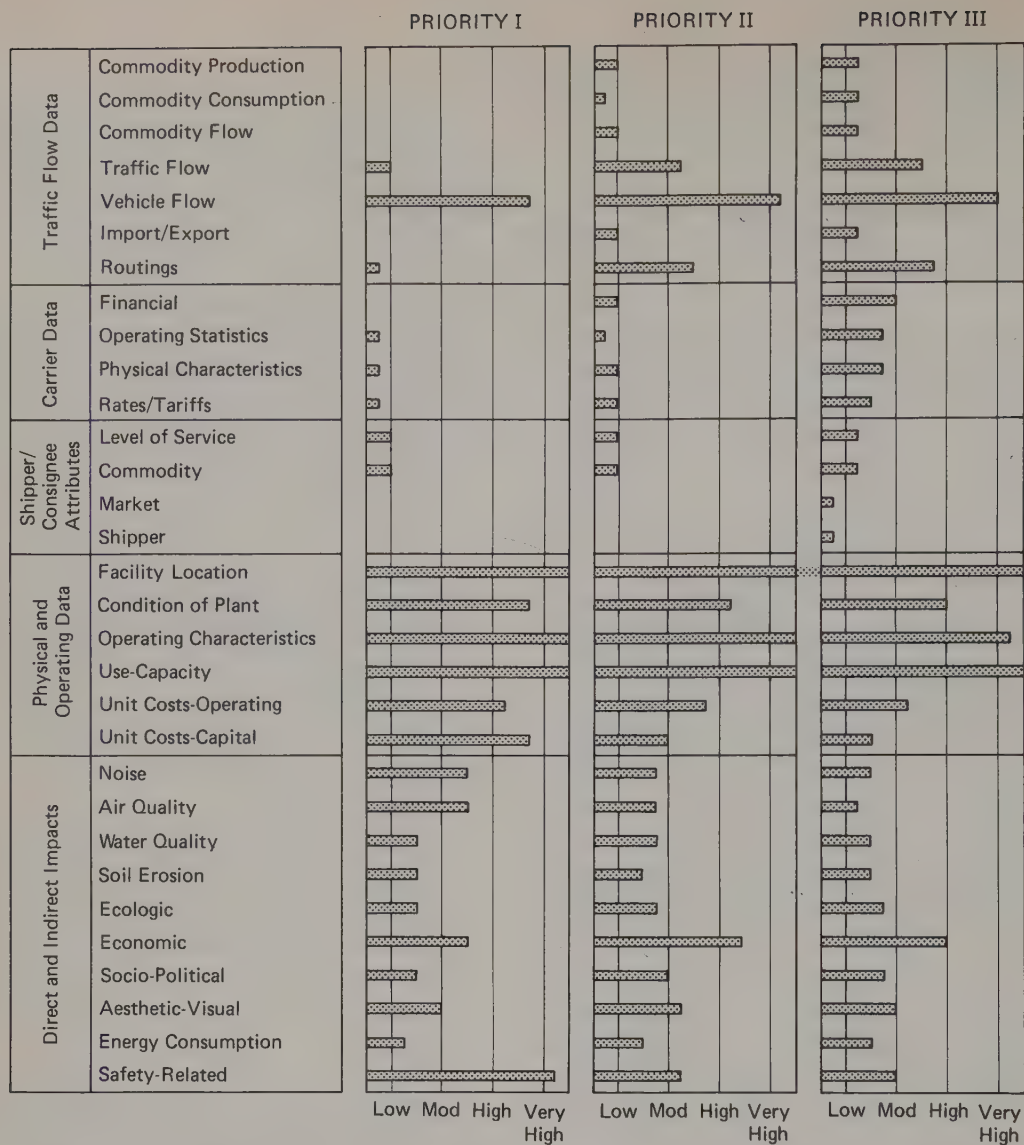 PRIORITY I
PRIORITY II
PRIORITY III
Traffic Flow Data
Commodity Production
Commodity Consumption
Commodity Flow
Traffic Flow
Vehicle Flow
Import/Export
Routings
Carrier Data
Financial
Operating Statistics
Physical Characteristics
Rates/Tariffs
Shipper/
Consignee
Attributes
Level of Service
Commodity
Market
Shipper
Physical and
Operating Data
Facility Location
Condition of Plant
Operating Characteristics
Use-Capacity
Unit Costs-Operating
Unit Costs-Capital
Direct and Indirect Impacts
Noise
Air Quality
Water Quality
Soil Erosion
Ecologic
Economic
Socio-Political
Aesthetic-Visual
Energy Consumption
Safety-Related
Low Mod High Very
High
Low Mod High Very
High
Low Mod High Very
High